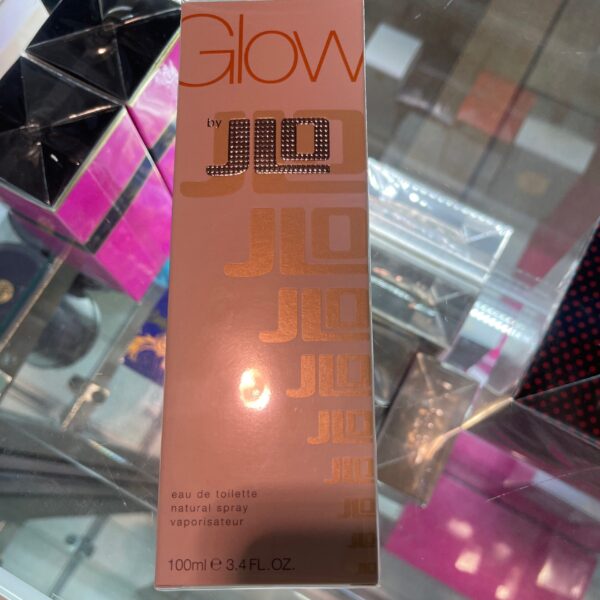 Glow
by JLO
JLO
JLO
JLO
JLO
JLO
JLO
JLO
eau de toilette
natural spray
vaporisateur
100ml ℮ 3.4 FL.OZ.